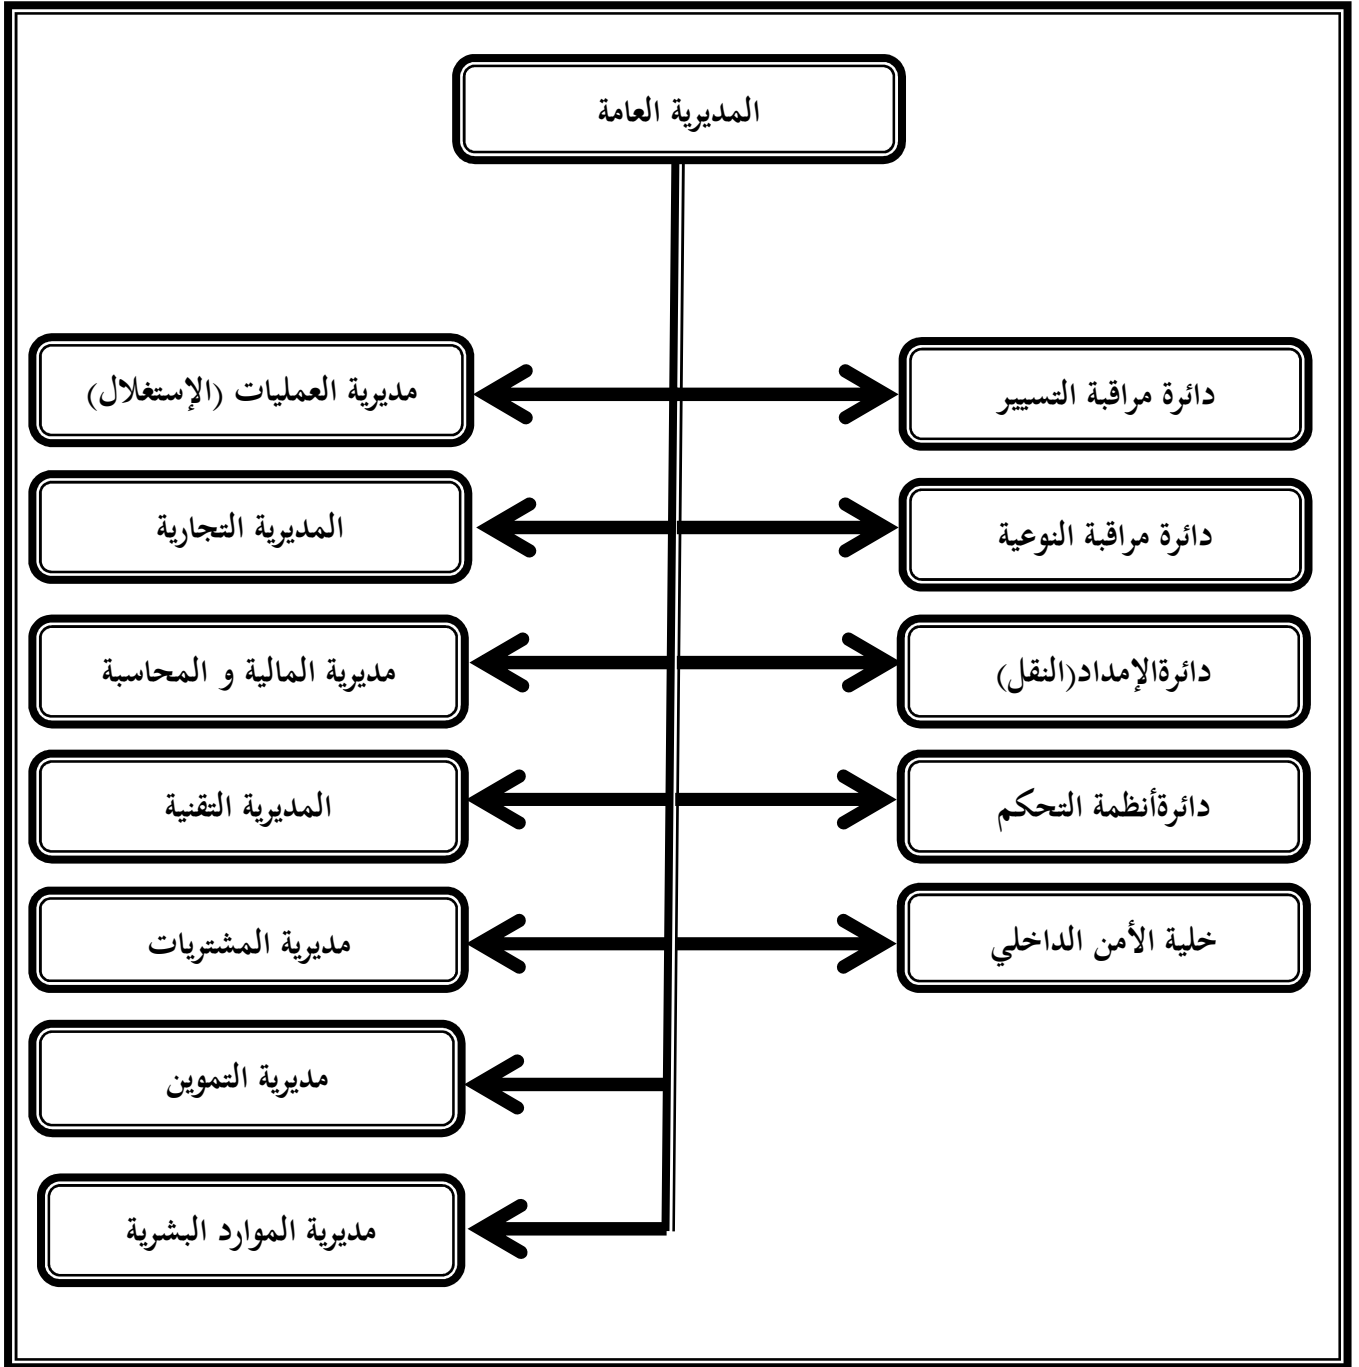 المديرية العامة
دائرة مراقبة التسيير
مديرية العمليات (الإستغلال)
دائرة مراقبة النوعية
المديرية التجارية
دائرةالإمداد(النقل)
مديرية المالية و المحاسبة
دائرةأنظمة التحكم
المديرية التقنية
خلية الأمن الداخلي
مديرية المشتريات
مديرية التموين
مديرية الموارد البشرية